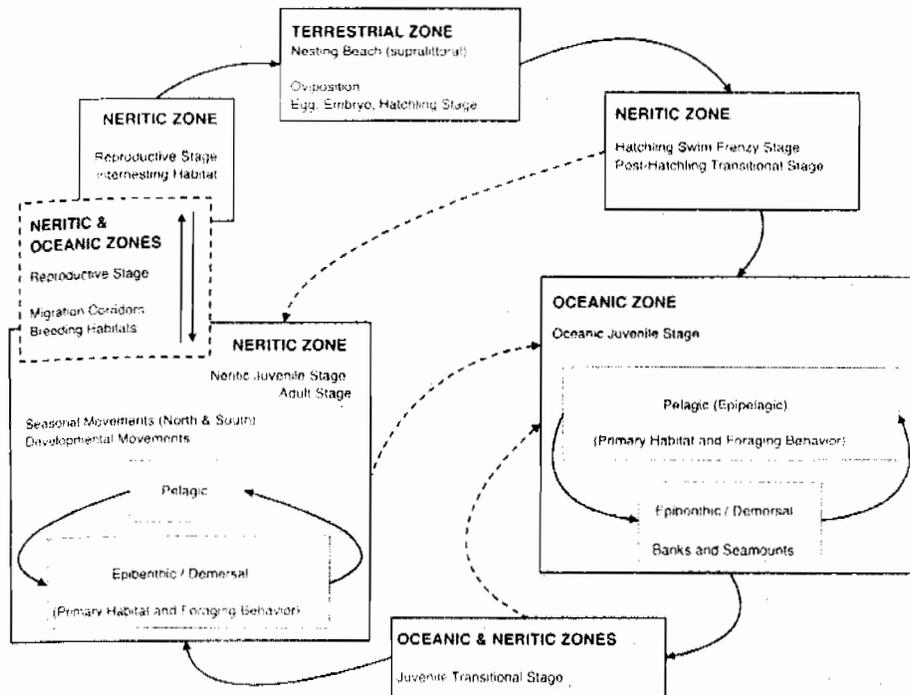 TERRESTRIAL ZONE
Nesting Beach (supralittoral)
Oviposition
Egg, Embryo, Hatchling Stage
NERITIC ZONE
Hatchling Swim Frenzy Stage
Post-Hatchling Transitional Stage
NERITIC ZONE
Reproductive Stage
Internesting Habitat
NERITIC &
OCEANIC ZONES
Reproductive Stage
Migration Corridors
Breeding Habitats
OCEANIC ZONE
Oceanic Juvenile Stage
Pelagic (Epipelagic)
(Primary Habitat and Foraging Behavior)
Epibenthic / Demersal
Banks and Seamounts
NERITIC ZONE
Neritic Juvenile Stage
Adult Stage
Seasonal Movements (North & South)
Developmental Movements
Pelagic
Epibenthic / Demersal
(Primary Habitat and Foraging Behavior)
OCEANIC & NERITIC ZONES
Juvenile Transitional Stage